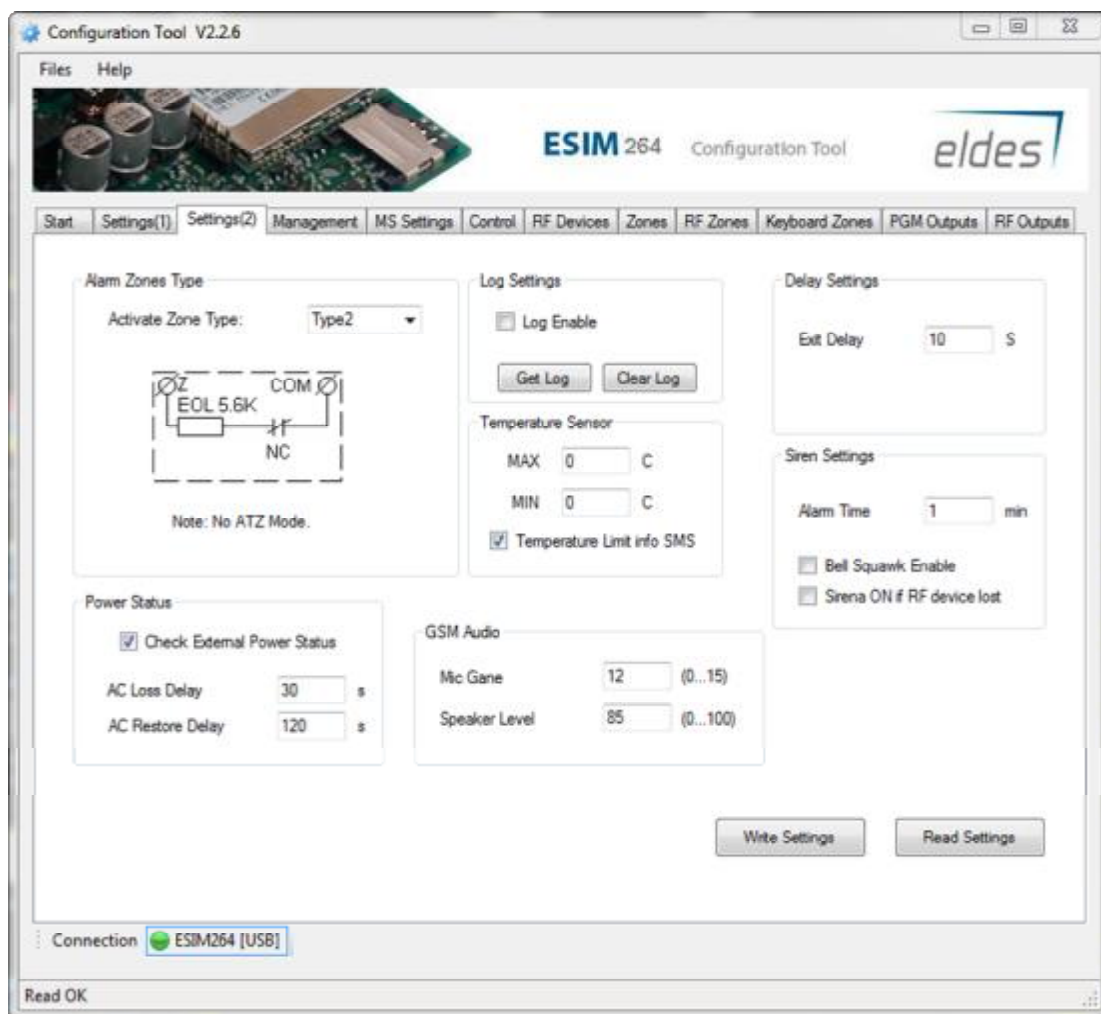 Configuration Tool V2.2.6
Files Help
ESIM 264 Configuration Tool eldes
Start Settings(1) Settings(2) Management MS Settings Control RF Devices Zones RF Zones Keyboard Zones PGM Outputs RF Outputs
Alarm Zones Type
Activate Zone Type: Type2
Z COM
EOL 5.6K
NC
Note: No ATZ Mode.
Log Settings
Log Enable
Get Log Clear Log
Temperature Sensor
MAX 0 C
MIN 0 C
Temperature Limit info SMS
Delay Settings
Exit Delay 10 S
Siren Settings
Alarm Time 1 min
Bell Squawk Enable
Sirena ON if RF device lost
Power Status
Check External Power Status
AC Loss Delay 30 s
AC Restore Delay 120 s
GSM Audio
Mic Gane 12 (0...15)
Speaker Level 85 (0...100)
Write Settings Read Settings
Connection ESIM264 [USB]
Read OK